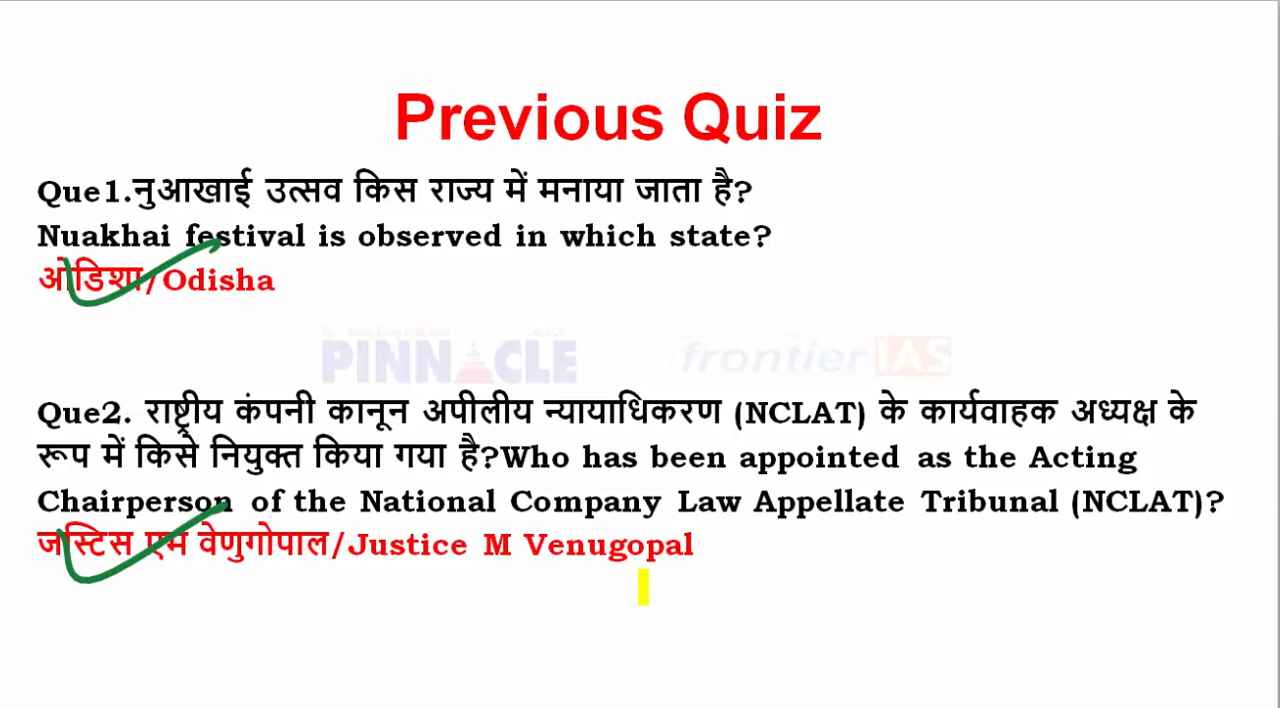 Previous Quiz
Que1.नुआखाई उत्सव किस राज्य में मनाया जाता है?
Nuakhai festival is observed in which state?
ओडिशा/Odisha
PINNACLE
frontier IAS
Que2. राष्ट्रीय कंपनी कानून अपीलीय न्यायाधिकरण (NCLAT) के कार्यवाहक अध्यक्ष के
रूप में किसे नियुक्त किया गया है?Who has been appointed as the Acting
Chairperson of the National Company Law Appellate Tribunal (NCLAT)?
जस्टिस एम वेणुगोपाल/Justice M Venugopal